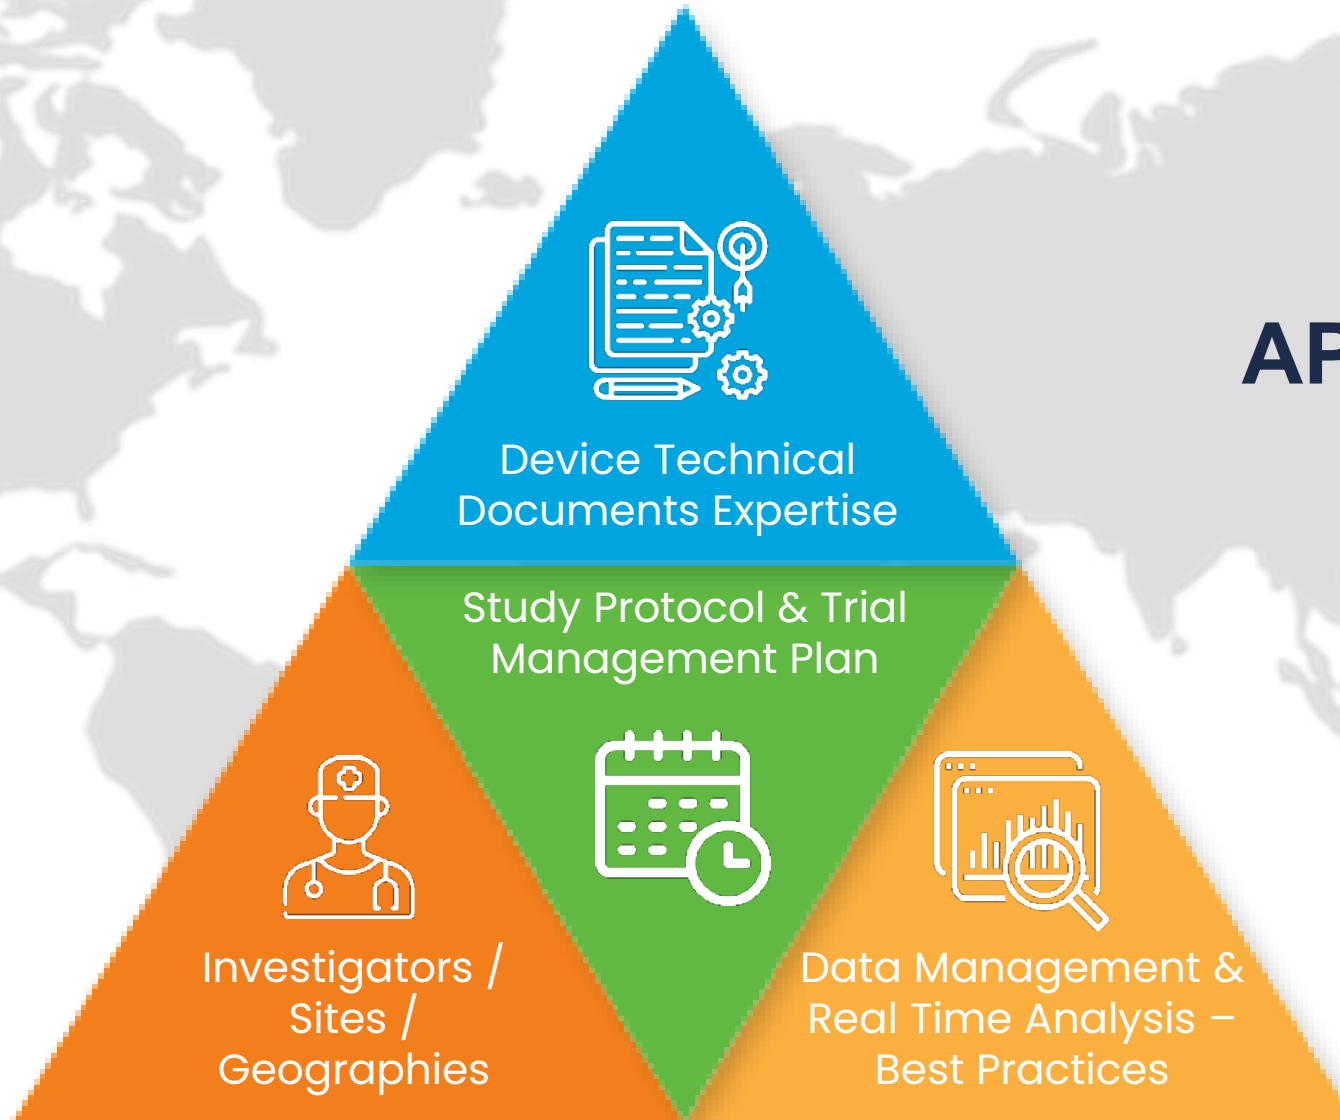 Device Technical
Documents Expertise
Study Protocol & Trial
Management Plan
Investigators /
Sites /
Geographies
Data Management &
Real Time Analysis –
Best Practices